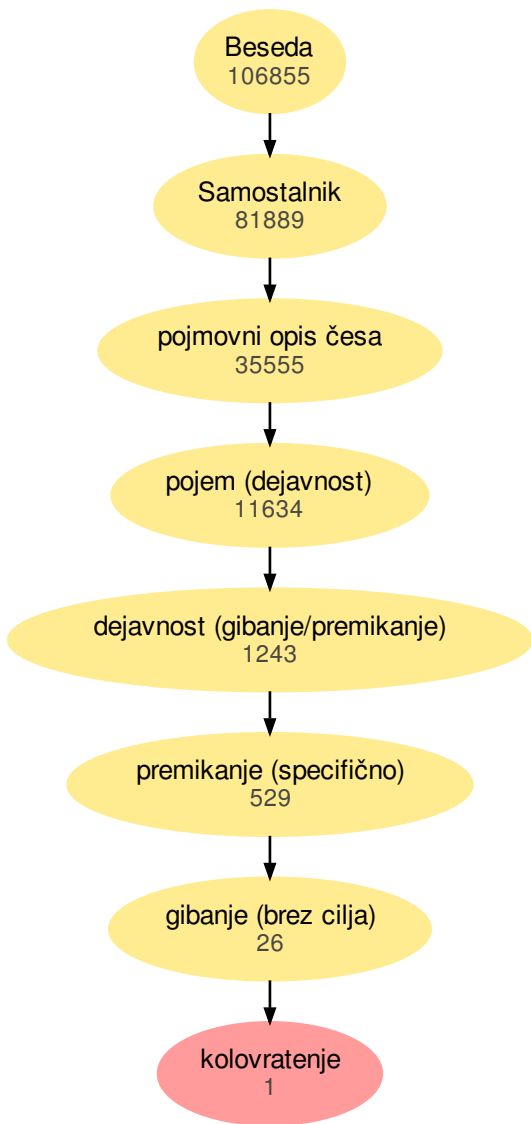 Beseda
106855
Samostalnik
81889
pojmovni opis česa
35555
pojem (dejavnost)
11634
dejavnost (gibanje/premikanje)
1243
premikanje (specifično)
529
gibanje (brez cilja)
26
kolovratenje
1